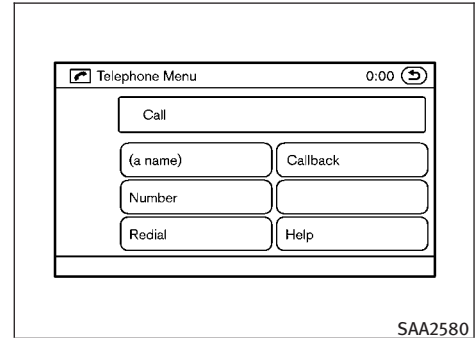 Telephone Menu 0:00
Call
(a name) Callback
Number
Redial Help
SAA2580